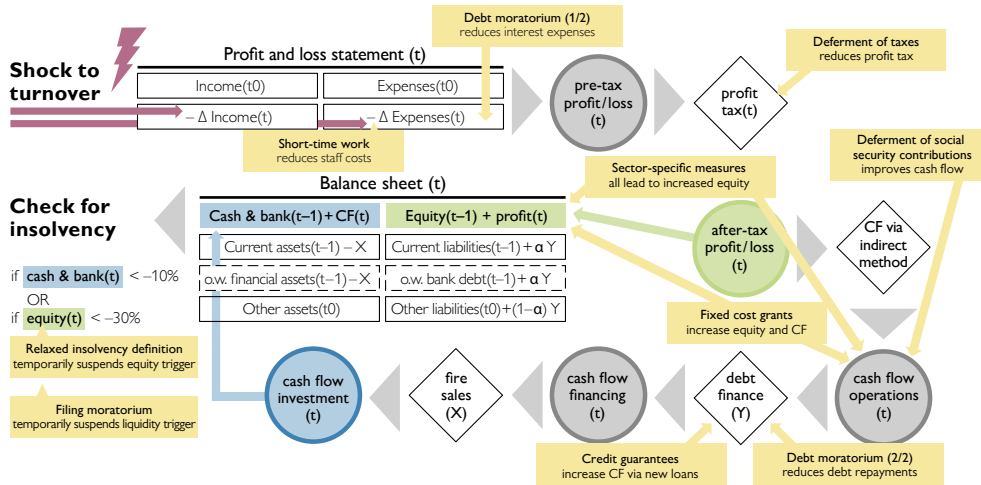 Debt moratorium (1/2)
reduces interest expenses
Profit and loss statement (t)
Deferment of taxes
reduces profit tax
Shock to
turnover
Income(t0)
Expenses(t0)
– Δ Income(t)
– Δ Expenses(t)
pre-tax
profit/loss
(t)
profit
tax(t)
Short-time work
reduces staff costs
Deferment of social
security contributions
improves cash flow
Sector-specific measures
all lead to increased equity
Balance sheet (t)
Check for
insolvency
Cash & bank(t–1) + CF(t)
Equity(t–1) + profit(t)
Current assets(t–1) – X
Current liabilities(t–1) + α Y
o.w. financial assets(t–1) – X
o.w. bank debt(t–1) + α Y
Other assets(t0)
Other liabilities(t0)+(1–α) Y
after-tax
profit/loss
(t)
CF via
indirect
method
if cash & bank(t) < –10%
OR
if equity(t) < –30%
Fixed cost grants
increase equity and CF
Relaxed insolvency definition
temporarily suspends equity trigger
Filing moratorium
temporarily suspends liquidity trigger
cash flow
investment
(t)
fire
sales
(X)
cash flow
financing
(t)
debt
finance
(Y)
cash flow
operations
(t)
Credit guarantees
increase CF via new loans
Debt moratorium (2/2)
reduces debt repayments